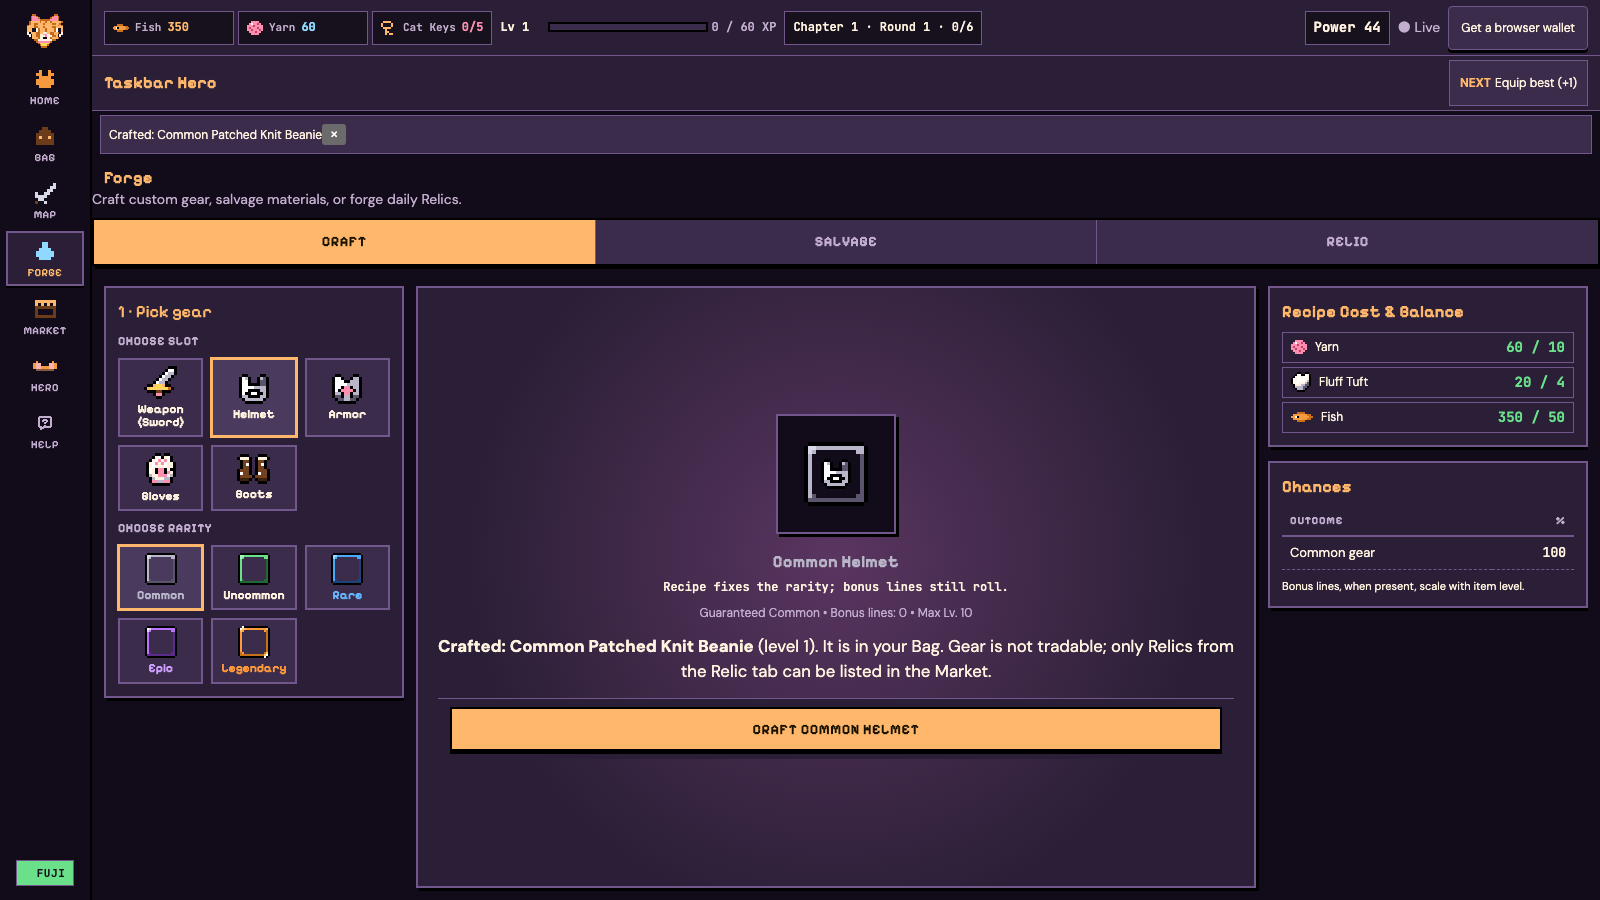 Fish 350
Yarn 60
Cat Keys 0/5
Lv 1
0 / 60 XP
Chapter 1 · Round 1 · 0/6
Power 44
Live
Get a browser wallet
HOME
BAG
MAP
FORGE
MARKET
HERO
HELP
FUJI
Taskbar Hero
NEXT Equip best (+1)
Crafted: Common Patched Knit Beanie ×
Forge
Craft custom gear, salvage materials, or forge daily Relics.
CRAFT
SALVAGE
RELIC
1 · Pick gear
CHOOSE SLOT
Weapon
(Sword)
Helmet
Armor
Gloves
Boots
CHOOSE RARITY
Common
Uncommon
Rare
Epic
Legendary
Common Helmet
Recipe fixes the rarity; bonus lines still roll.
Guaranteed Common • Bonus lines: 0 • Max Lv. 10
Crafted: Common Patched Knit Beanie (level 1). It is in your Bag. Gear is not tradable; only Relics from
the Relic tab can be listed in the Market.
CRAFT COMMON HELMET
Recipe Cost & Balance
Yarn 60 / 10
Fluff Tuft 20 / 4
Fish 350 / 50
Chances
OUTCOME %
Common gear 100
Bonus lines, when present, scale with item level.